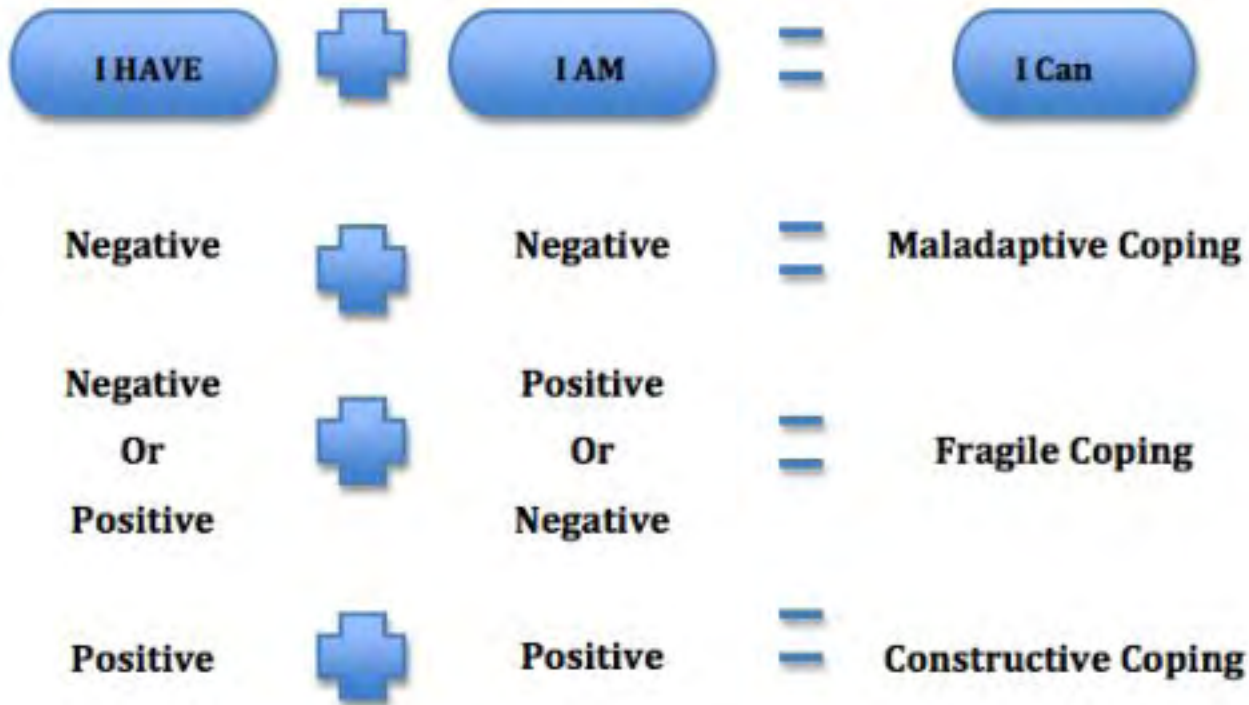 I HAVE I AM I Can
Negative Negative Maladaptive Coping
Negative Positive
Or Or Fragile Coping
Positive Negative
Positive Positive Constructive Coping